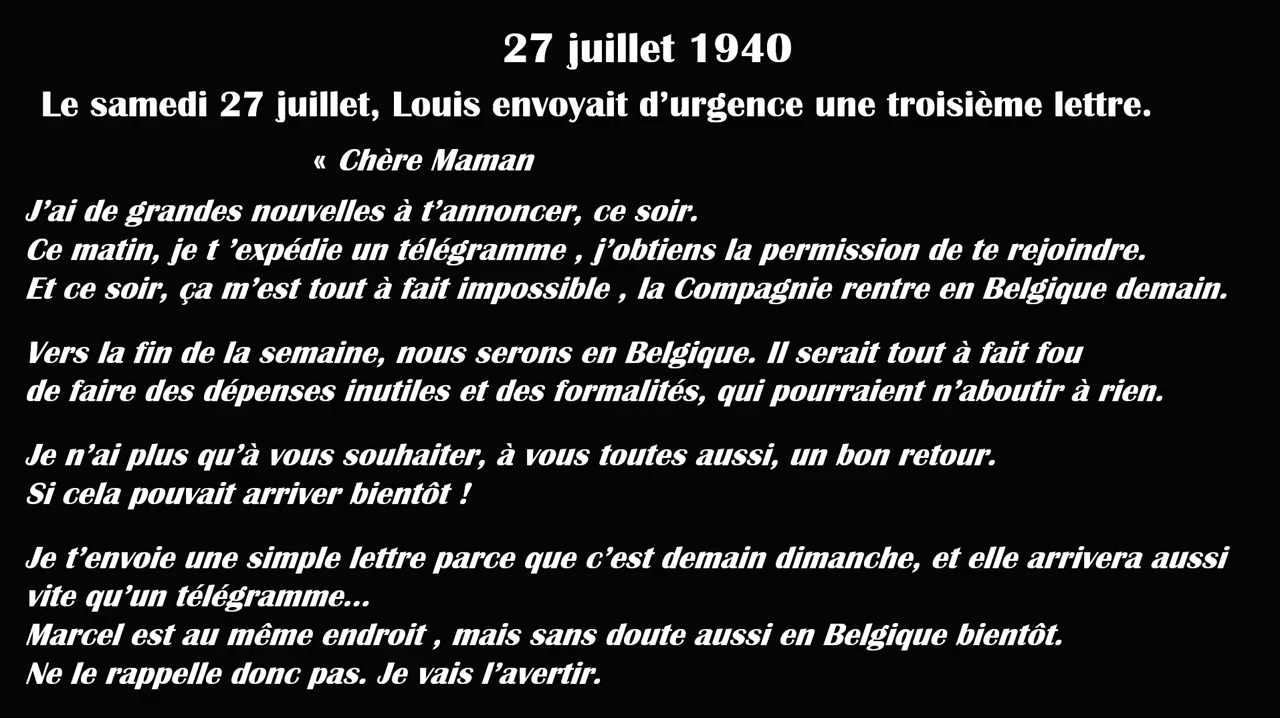 27 juillet 1940
Le samedi 27 juillet, Louis envoyait d’urgence une troisième lettre.
« Chère Maman
J’ai de grandes nouvelles à t’annoncer, ce soir.
Ce matin, je t ’expédie un télégramme , j’obtiens la permission de te rejoindre.
Et ce soir, ça m’est tout à fait impossible , la Compagnie rentre en Belgique demain.
Vers la fin de la semaine, nous serons en Belgique. Il serait tout à fait fou
de faire des dépenses inutiles et des formalités, qui pourraient n’aboutir à rien.
Je n’ai plus qu’à vous souhaiter, à vous toutes aussi, un bon retour.
Si cela pouvait arriver bientôt !
Je t’envoie une simple lettre parce que c’est demain dimanche, et elle arrivera aussi
vite qu’un télégramme...
Marcel est au même endroit , mais sans doute aussi en Belgique bientôt.
Ne le rappelle donc pas. Je vais l’avertir.